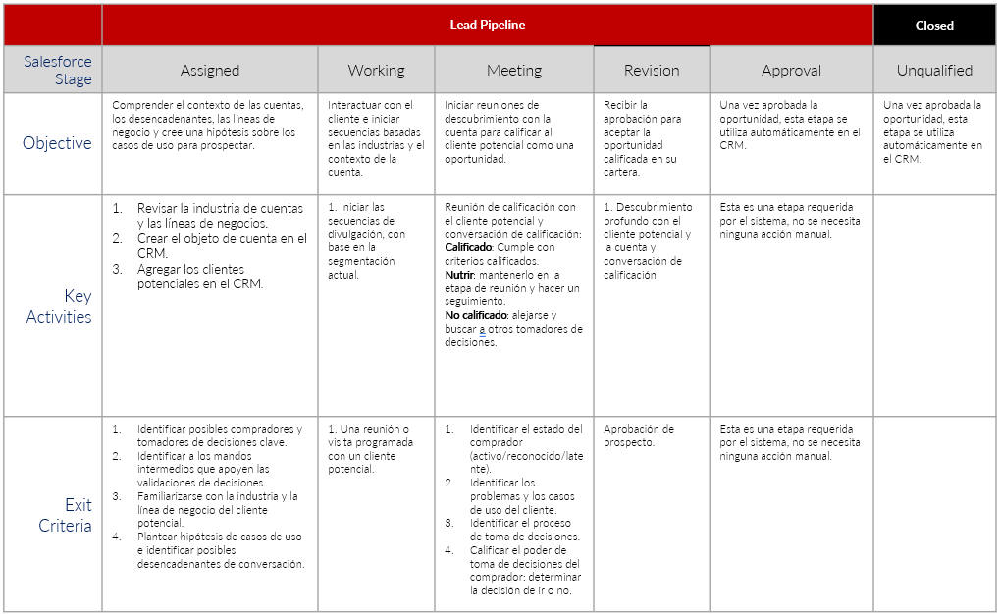 Lead Pipeline
Closed
Salesforce
Stage
Assigned
Working
Meeting
Revision
Approval
Unqualified
Objective
Comprender el contexto de las cuentas,
los desencadenantes, las líneas de
negocio y cree una hipótesis sobre los
casos de uso para prospectar.
Interactuar con el
cliente e iniciar
secuencias basadas
en las industrias y el
contexto de la
cuenta.
Iniciar reuniones de
descubrimiento con la
cuenta para calificar al
cliente potencial como una
oportunidad.
Recibir la
aprobación para
aceptar la
oportunidad
calificada en su
cartera.
Una vez aprobada la
oportunidad, esta etapa se
utiliza automáticamente en el
CRM.
Una vez aprobada la
oportunidad, esta
etapa se utiliza
automáticamente en
el CRM.
Key
Activities
1. Revisar la industria de cuentas
y las líneas de negocios.
2. Crear el objeto de cuenta en el
CRM.
3. Agregar los clientes
potenciales en el CRM.
1. Iniciar las
secuencias de
divulgación, con
base en la
segmentación
actual.
Reunión de calificación con
el cliente potencial y
conversación de calificación:
Calificado: Cumple con
criterios calificados.
Nutrir: mantenerlo en la
etapa de reunión y hacer un
seguimiento.
No calificado: alejarse y
buscar a otros tomadores de
decisiones.
1. Descubrimiento
profundo con el
cliente potencial y
la cuenta y
conversación de
calificación.
Esta es una etapa requerida
por el sistema, no se necesita
ninguna acción manual.
Exit
Criteria
1. Identificar posibles compradores y
tomadores de decisiones clave.
2. Identificar a los mandos
intermedios que apoyen las
validaciones de decisiones.
3. Familiarizarse con la industria y la
línea de negocio del cliente
potencial.
4. Plantear hipótesis de casos de uso
e identificar posibles
desencadenantes de conversación.
1. Una reunión o
visita programada
con un cliente
potencial.
1. Identificar el estado del
comprador
(activo/reconocido/late
nte).
2. Identificar los
problemas y los casos
de uso del cliente.
3. Identificar el proceso
de toma de decisiones.
4. Calificar el poder de
toma de decisiones del
comprador: determinar
la decisión de ir o no.
Aprobación de
prospecto.
Esta es una etapa requerida
por el sistema, no se necesita
ninguna acción manual.